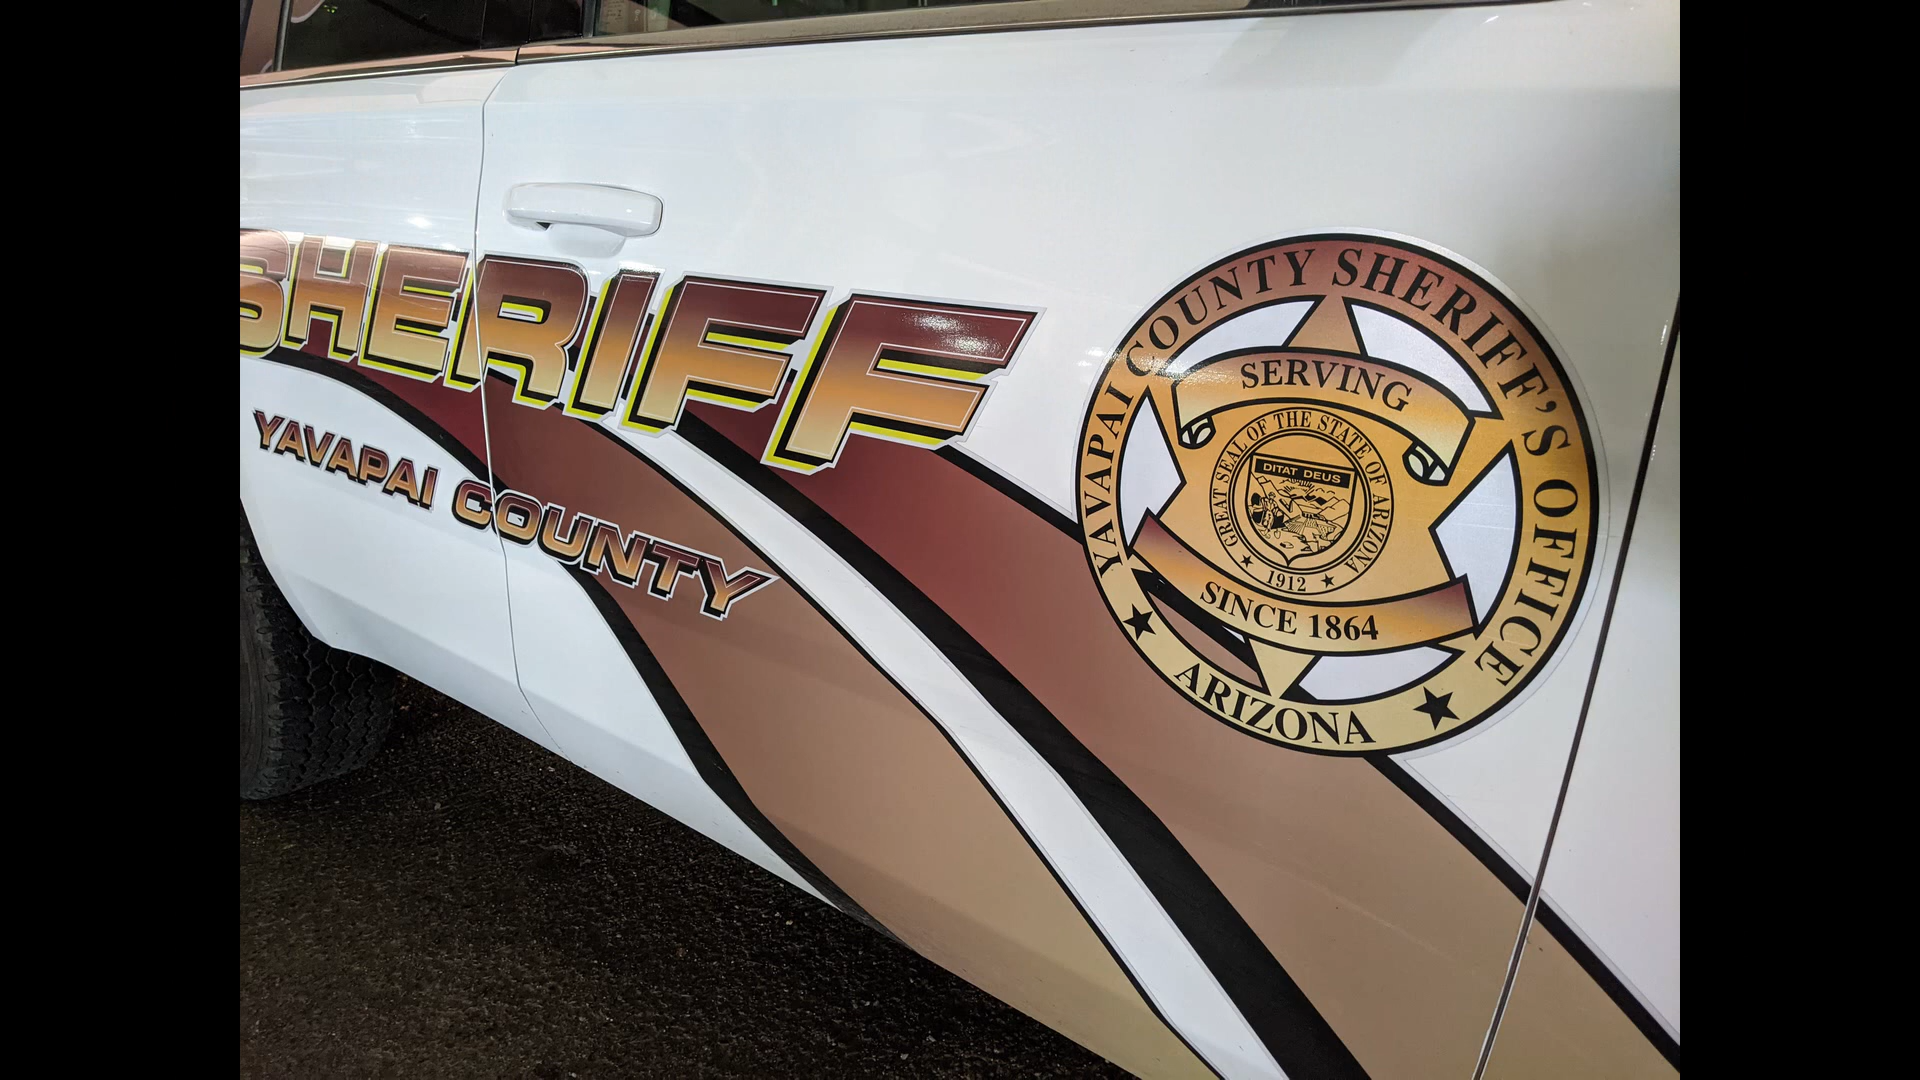 SHERIFF
YAVAPAI COUNTY
YAVAPAI COUNTY SHERIFF'S OFFICE
SERVING
GREAT SEAL OF THE STATE OF ARIZONA
DITAT DEUS
1912
SINCE 1864
ARIZONA